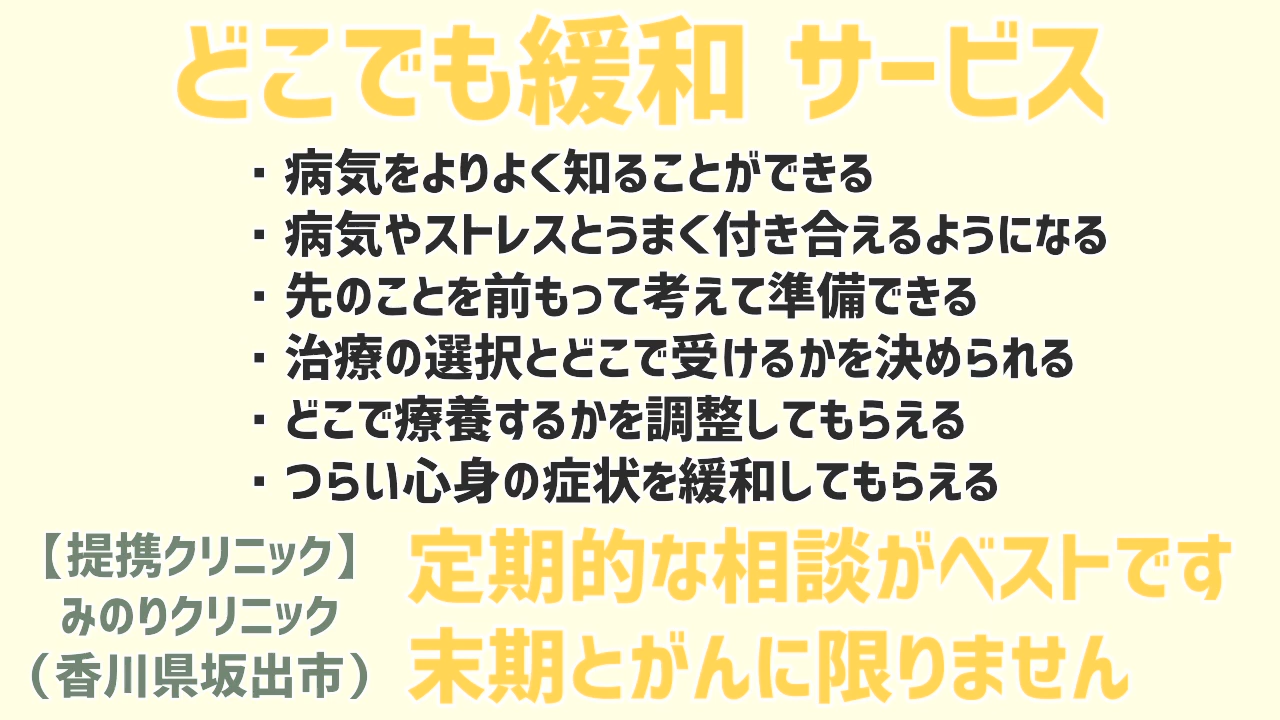 どこでも緩和 サービス
・病気をよりよく知ることができる
・病気やストレスとうまく付き合えるようになる
・先のことを前もって考えて準備できる
・治療の選択とどこで受けるかを決められる
・どこで療養するかを調整してもらえる
・つらい心身の症状を緩和してもらえる
【提携クリニック】
みのりクリニック
（香川県坂出市）
定期的な相談がベストです
末期とがんに限りません